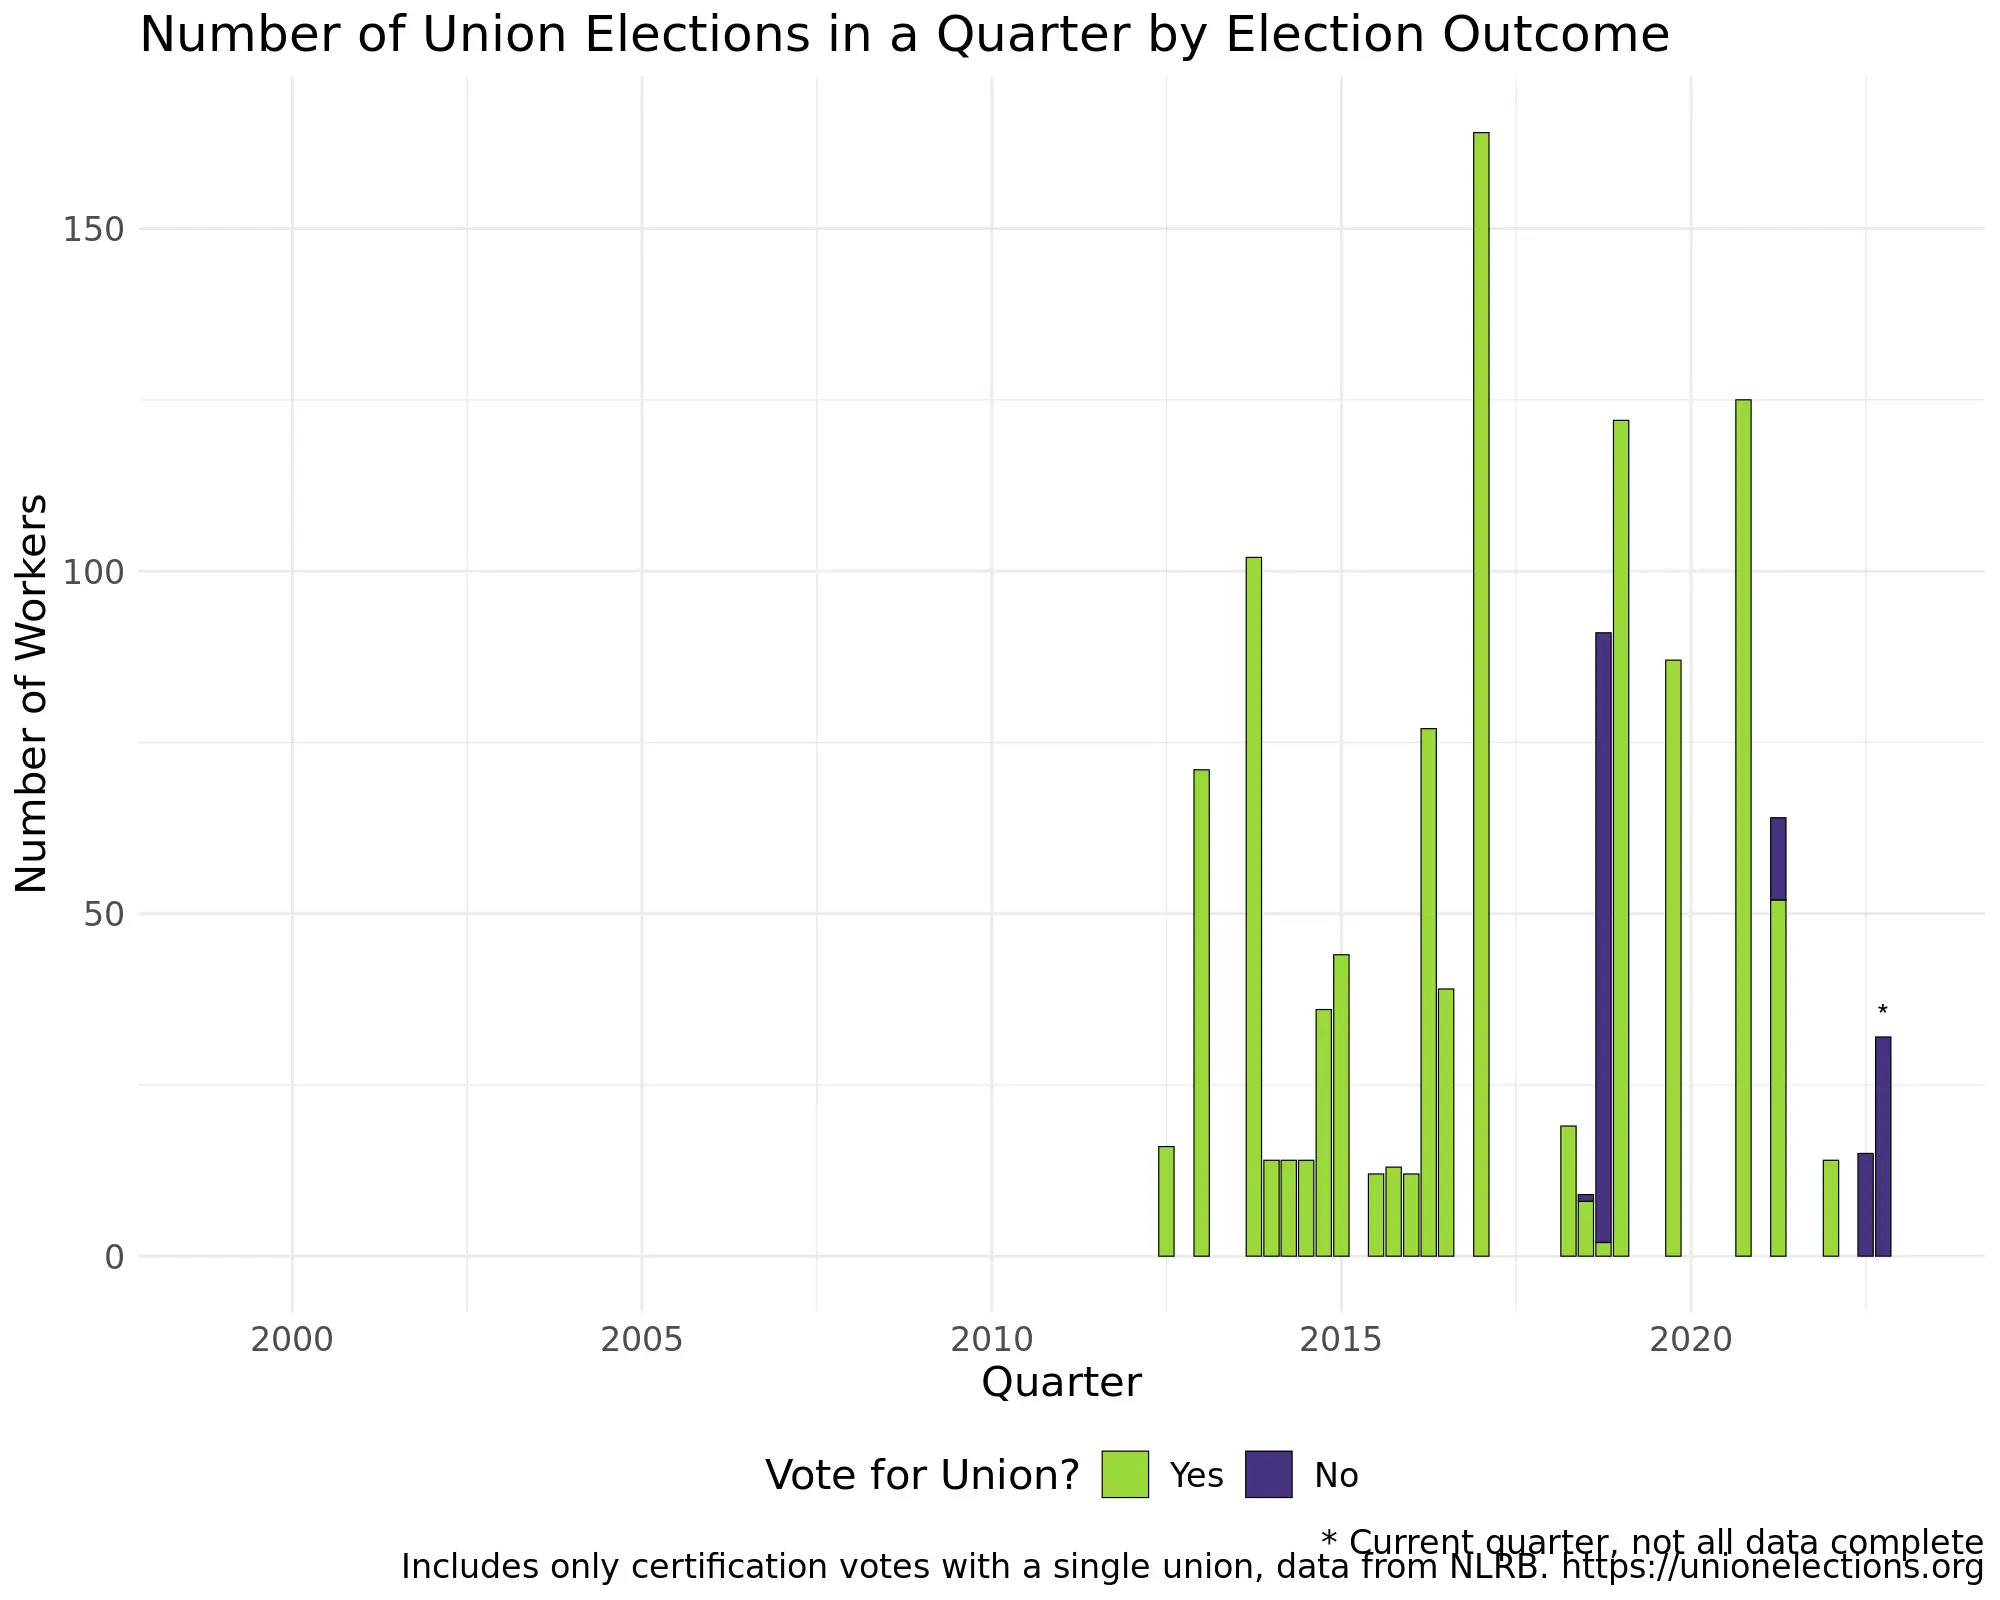 Number of Union Elections in a Quarter by Election Outcome
Number of Workers
150
100
50
0
*
2000 2005 2010 2015 2020
Quarter
Vote for Union? Yes No
* Current quarter, not all data complete
Includes only certification votes with a single union, data from NLRB. https://unionelections.org